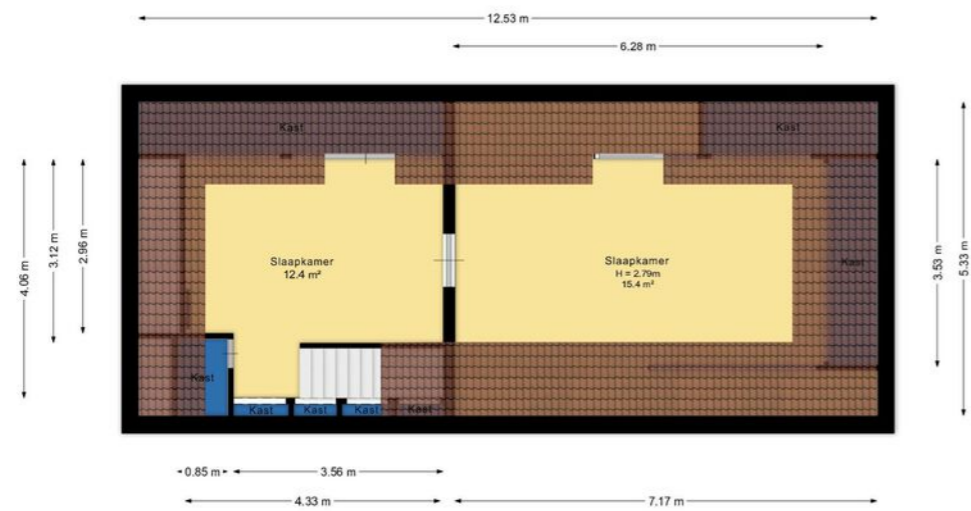 12.53 m
6.28 m
Kast
Kast
4.06 m
3.12 m
2.96 m
Slaapkamer
12.4 m²
Slaapkamer
H = 2.79m
15.4 m²
Kast
3.53 m
5.33 m
Kast
Kast
Kast
Kast
Kast
0.85 m
3.56 m
4.33 m
7.17 m